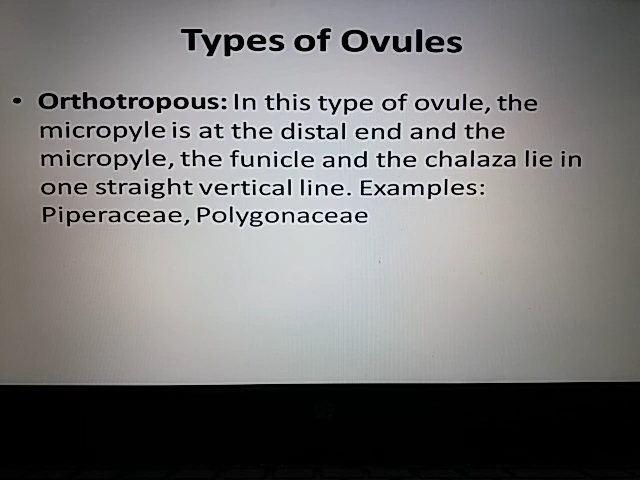 Types of Ovules
• Orthotropous: In this type of ovule, the
micropyle is at the distal end and the
micropyle, the funicle and the chalaza lie in
one straight vertical line. Examples:
Piperaceae, Polygonaceae